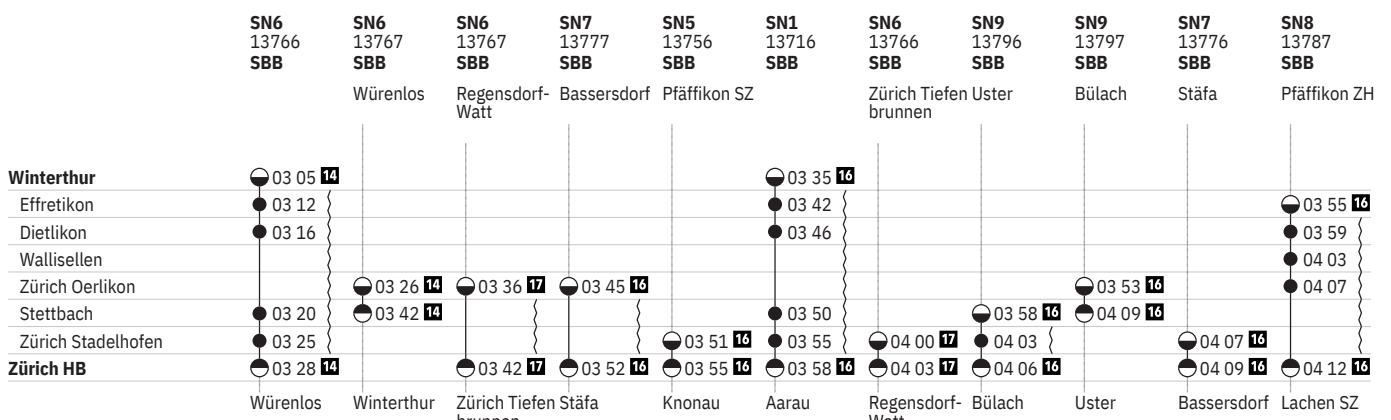 SN6 SN6 SN6 SN7 SN5 SN1 SN6 SN9 SN9 SN7 SN8
13766 13767 13767 13777 13756 13716 13766 13796 13797 13776 13787
SBB SBB SBB SBB SBB SBB SBB SBB SBB SBB SBB
Würenlos Regensdorf- Bassersdorf Pfäffikon SZ Zürich Tiefen Uster Bülach Stäfa Pfäffikon ZH
Watt brunnen
Winterthur 03 05 14 03 35 16
Effretikon 03 12 03 42 03 55 16
Dietlikon 03 16 03 46 03 59
Wallisellen 04 03
Zürich Oerlikon 03 26 14 03 36 17 03 45 16 03 53 16 04 07
Stettbach 03 20 03 42 14 03 50 03 58 16 04 09 16
Zürich Stadelhofen 03 25 03 51 16 03 55 04 00 17 04 03 04 07 16
Zürich HB 03 28 14 03 42 17 03 52 16 03 55 16 03 58 16 04 03 17 04 06 16 04 09 16 04 12 16
Würenlos Winterthur Zürich Tiefen Stäfa Knonau Aarau Regensdorf- Bülach Uster Bassersdorf Lachen SZ
brunnen Watt